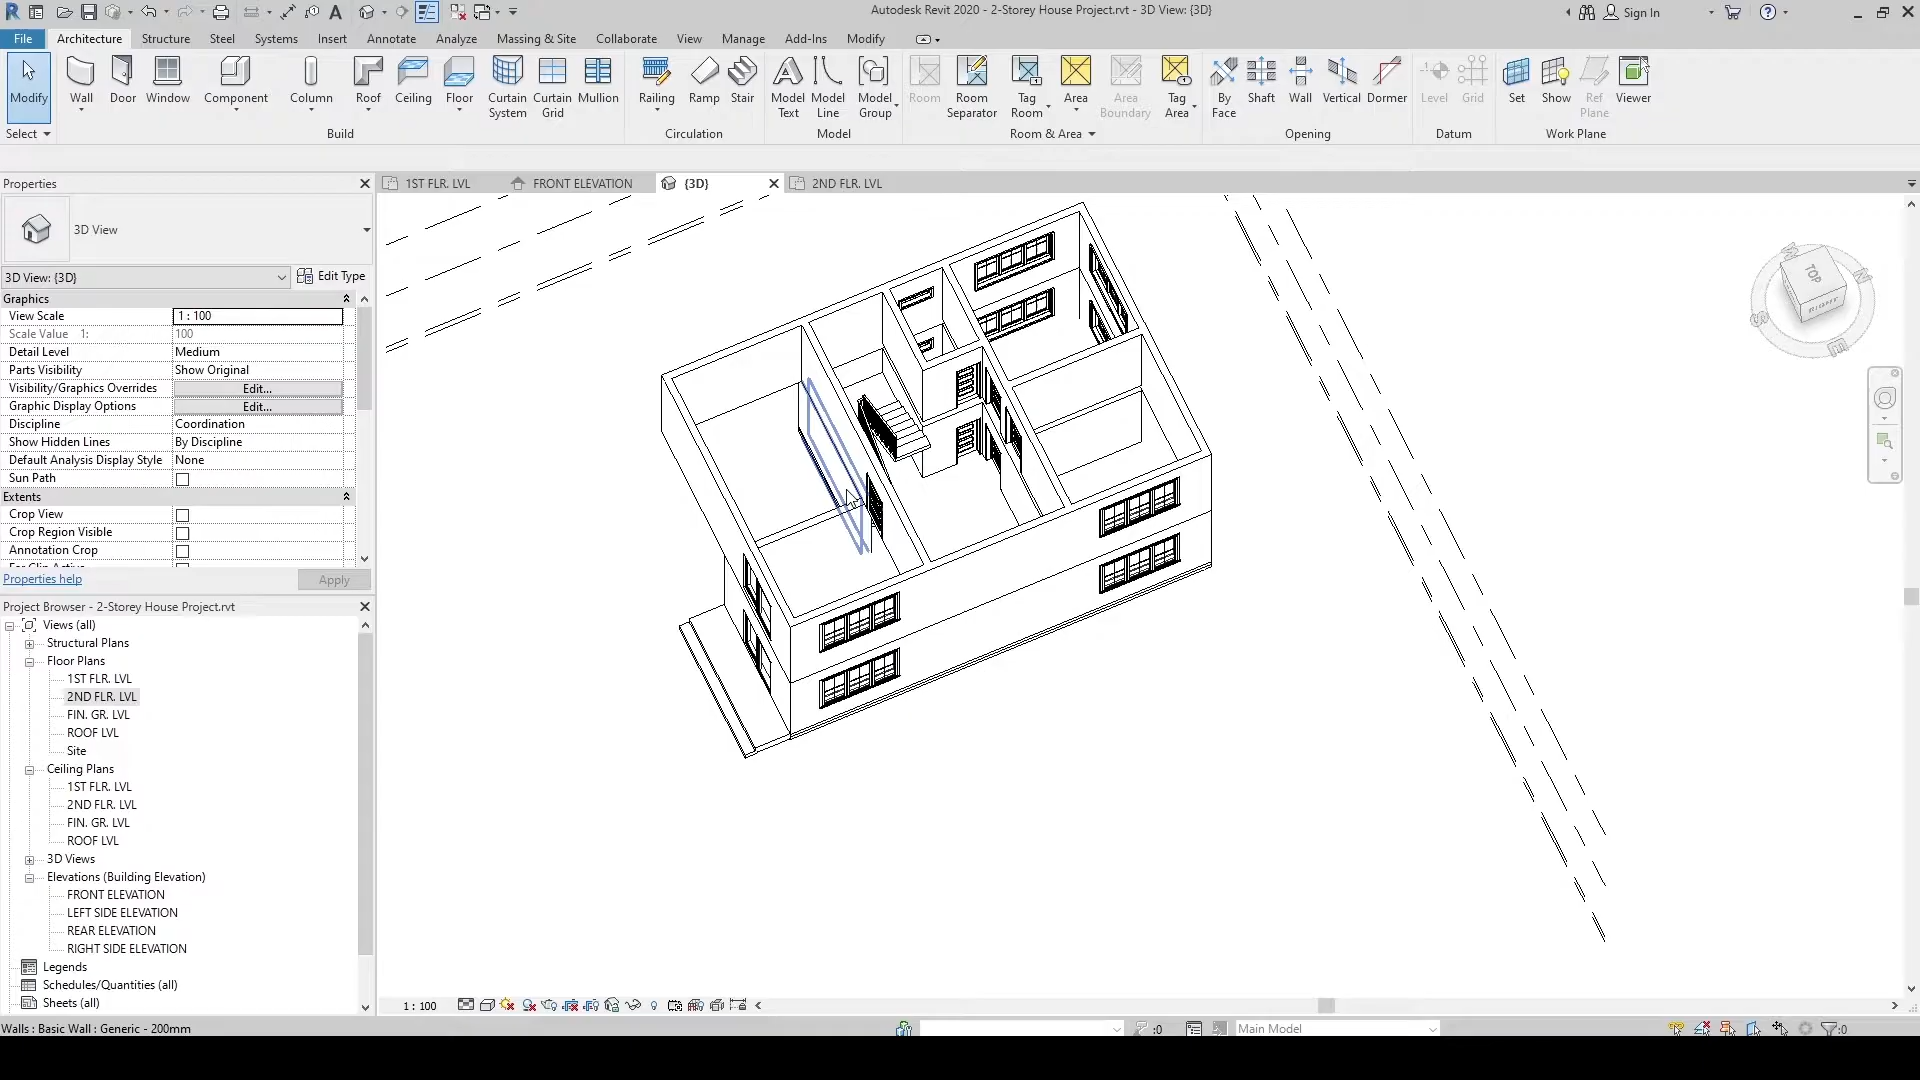 Autodesk Revit 2020 - 2-Storey House Project.rvt - 3D View: {3D}
Sign In
File Architecture Structure Steel Systems Insert Annotate Analyze Massing & Site Collaborate View Manage Add-Ins Modify
Modify Wall Door Window Component Column Roof Ceiling Floor Curtain System Curtain Grid Mullion Railing Ramp Stair Model Text Model Line Model Group Room Room Separator Tag Room Area Area Boundary Tag Area By Face Shaft Wall Vertical Dormer Level Grid Set Show Ref Plane Viewer
Select Build Circulation Model Room & Area Opening Datum Work Plane
Properties
1ST FLR. LVL FRONT ELEVATION {3D} 2ND FLR. LVL
3D View
3D View: {3D} Edit Type
Graphics
View Scale 1 : 100
Scale Value 1: 100
Detail Level Medium
Parts Visibility Show Original
Visibility/Graphics Overrides Edit...
Graphic Display Options Edit...
Discipline Coordination
Show Hidden Lines By Discipline
Default Analysis Display Style None
Sun Path
Extents
Crop View
Crop Region Visible
Annotation Crop
Properties help Apply
Project Browser - 2-Storey House Project.rvt
Views (all)
Structural Plans
Floor Plans
1ST FLR. LVL
2ND FLR. LVL
FIN. GR. LVL
ROOF LVL
Site
Ceiling Plans
1ST FLR. LVL
2ND FLR. LVL
FIN. GR. LVL
ROOF LVL
3D Views
Elevations (Building Elevation)
FRONT ELEVATION
LEFT SIDE ELEVATION
REAR ELEVATION
RIGHT SIDE ELEVATION
Legends
Schedules/Quantities (all)
Sheets (all)
TOP
RIGHT
N
S
E
W
1 : 100
Walls : Basic Wall : Generic - 200mm
:0
Main Model
:0